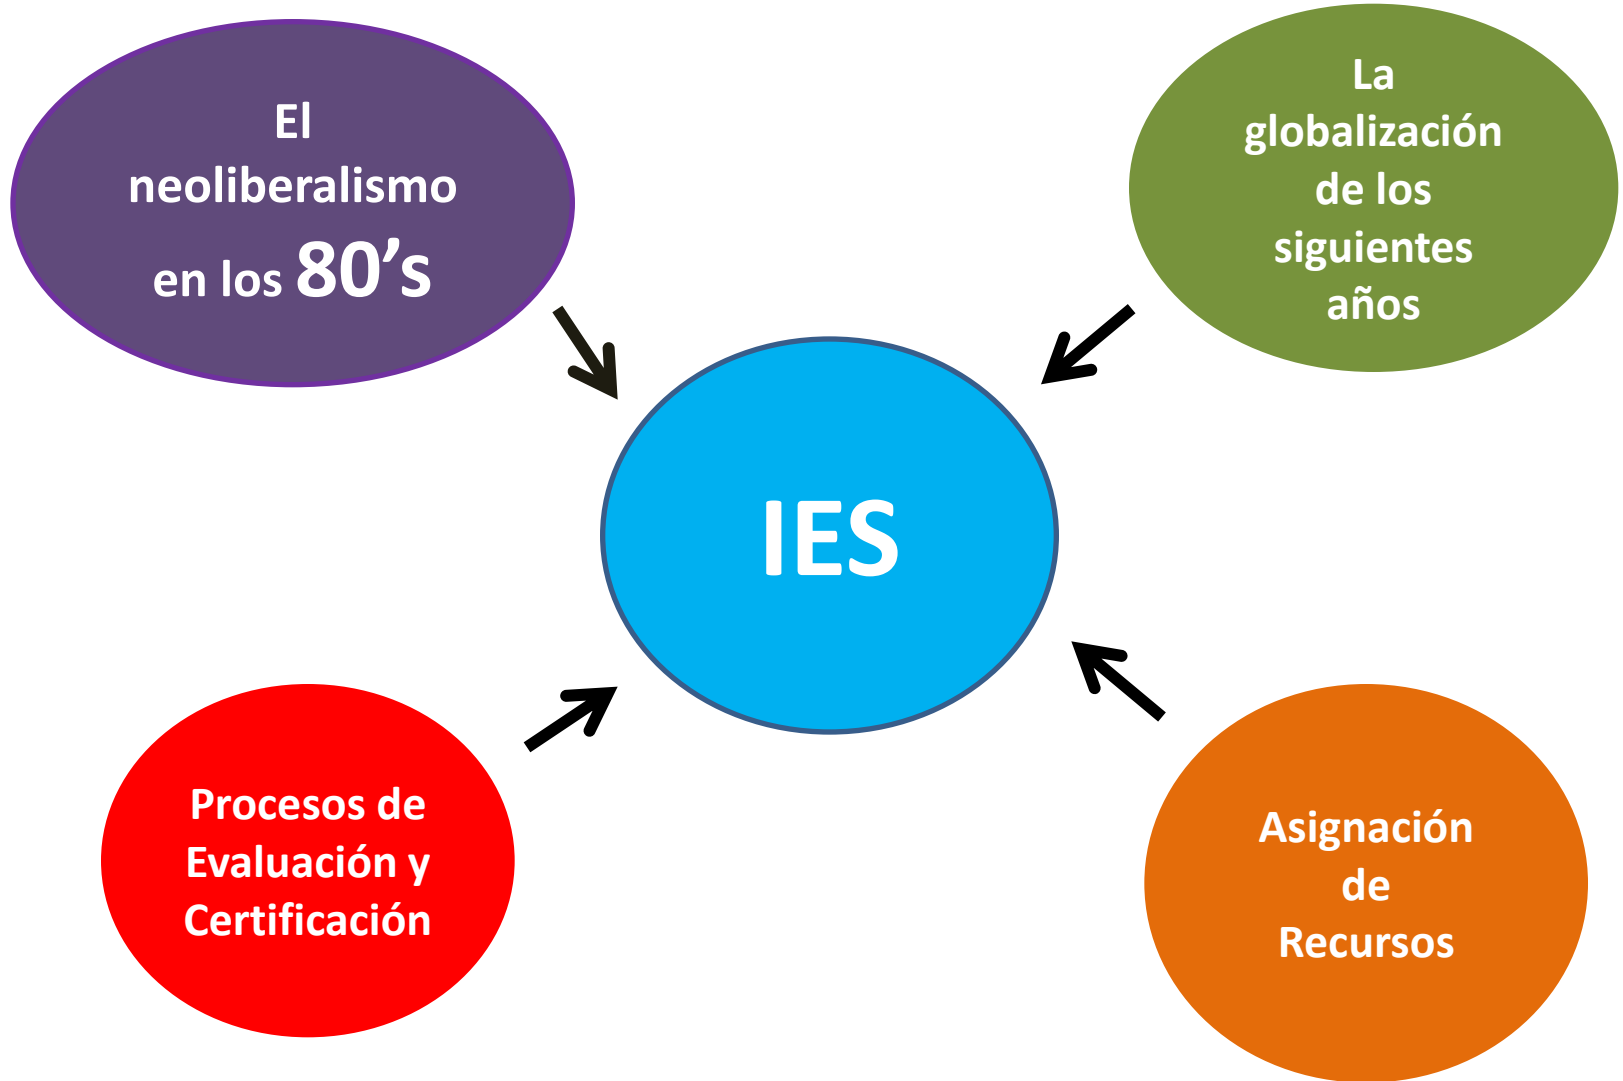 El
neoliberalismo
en los 80’s
La
globalización
de los
siguientes
años
IES
Procesos de
Evaluación y
Certificación
Asignación
de
Recursos